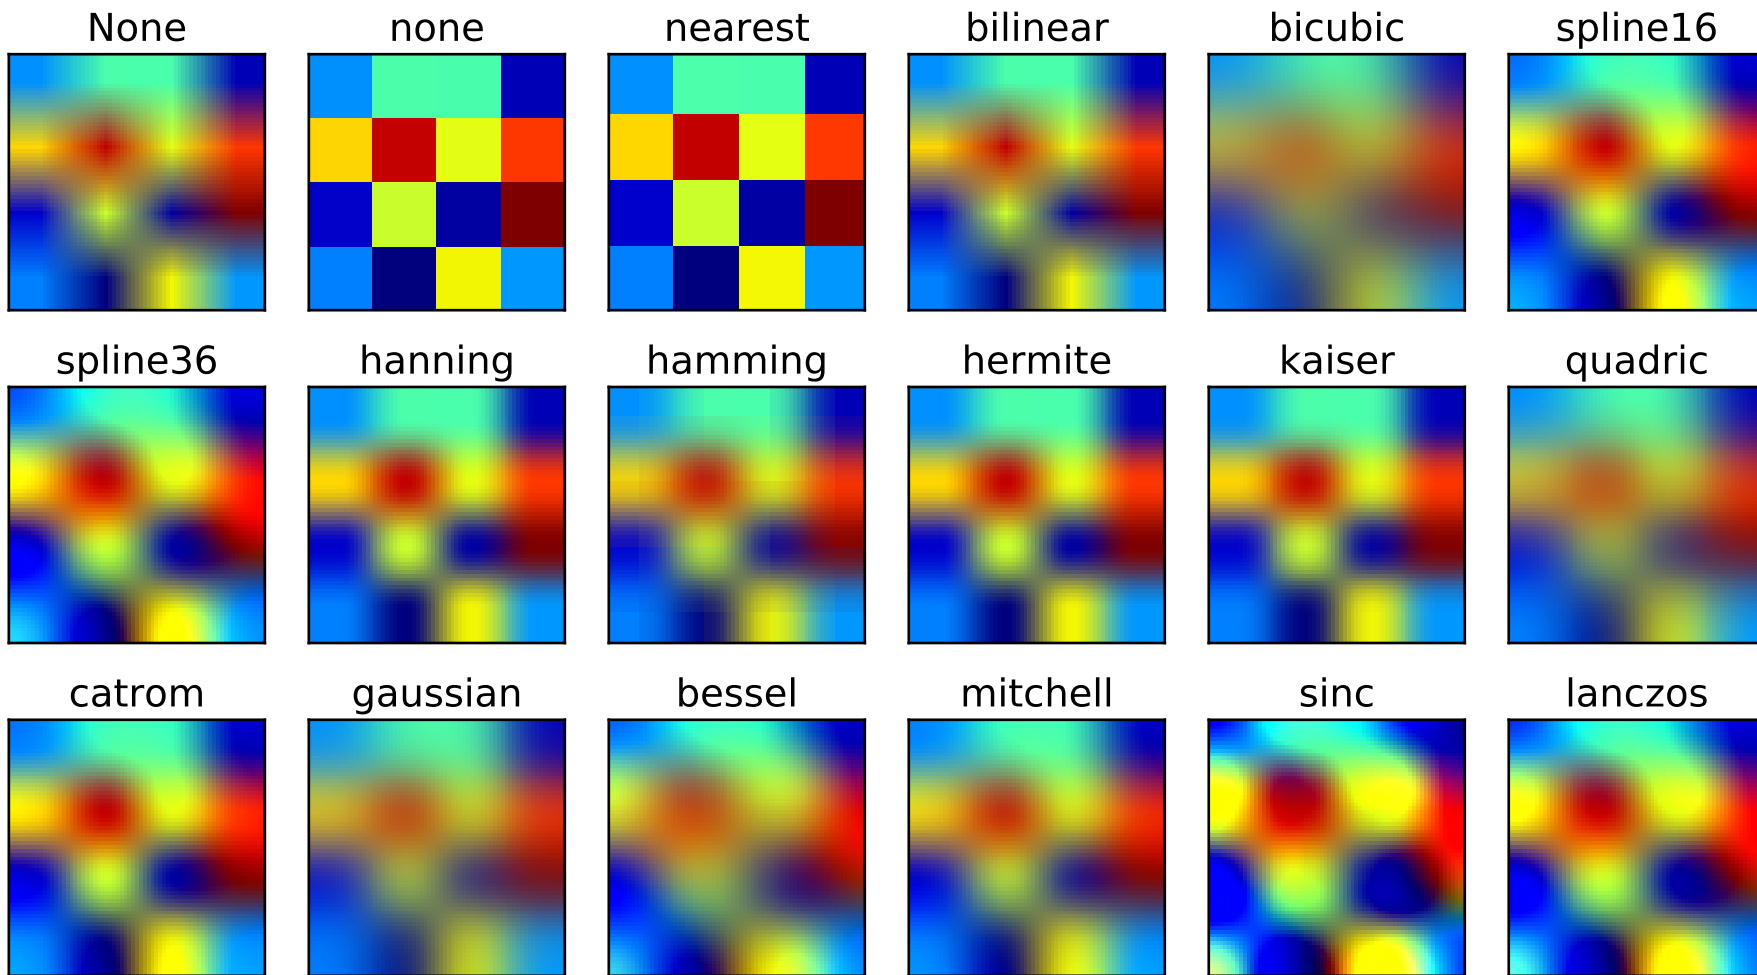 None none nearest bilinear bicubic spline16
spline36 hanning hamming hermite kaiser quadric
catrom gaussian bessel mitchell sinc lanczos